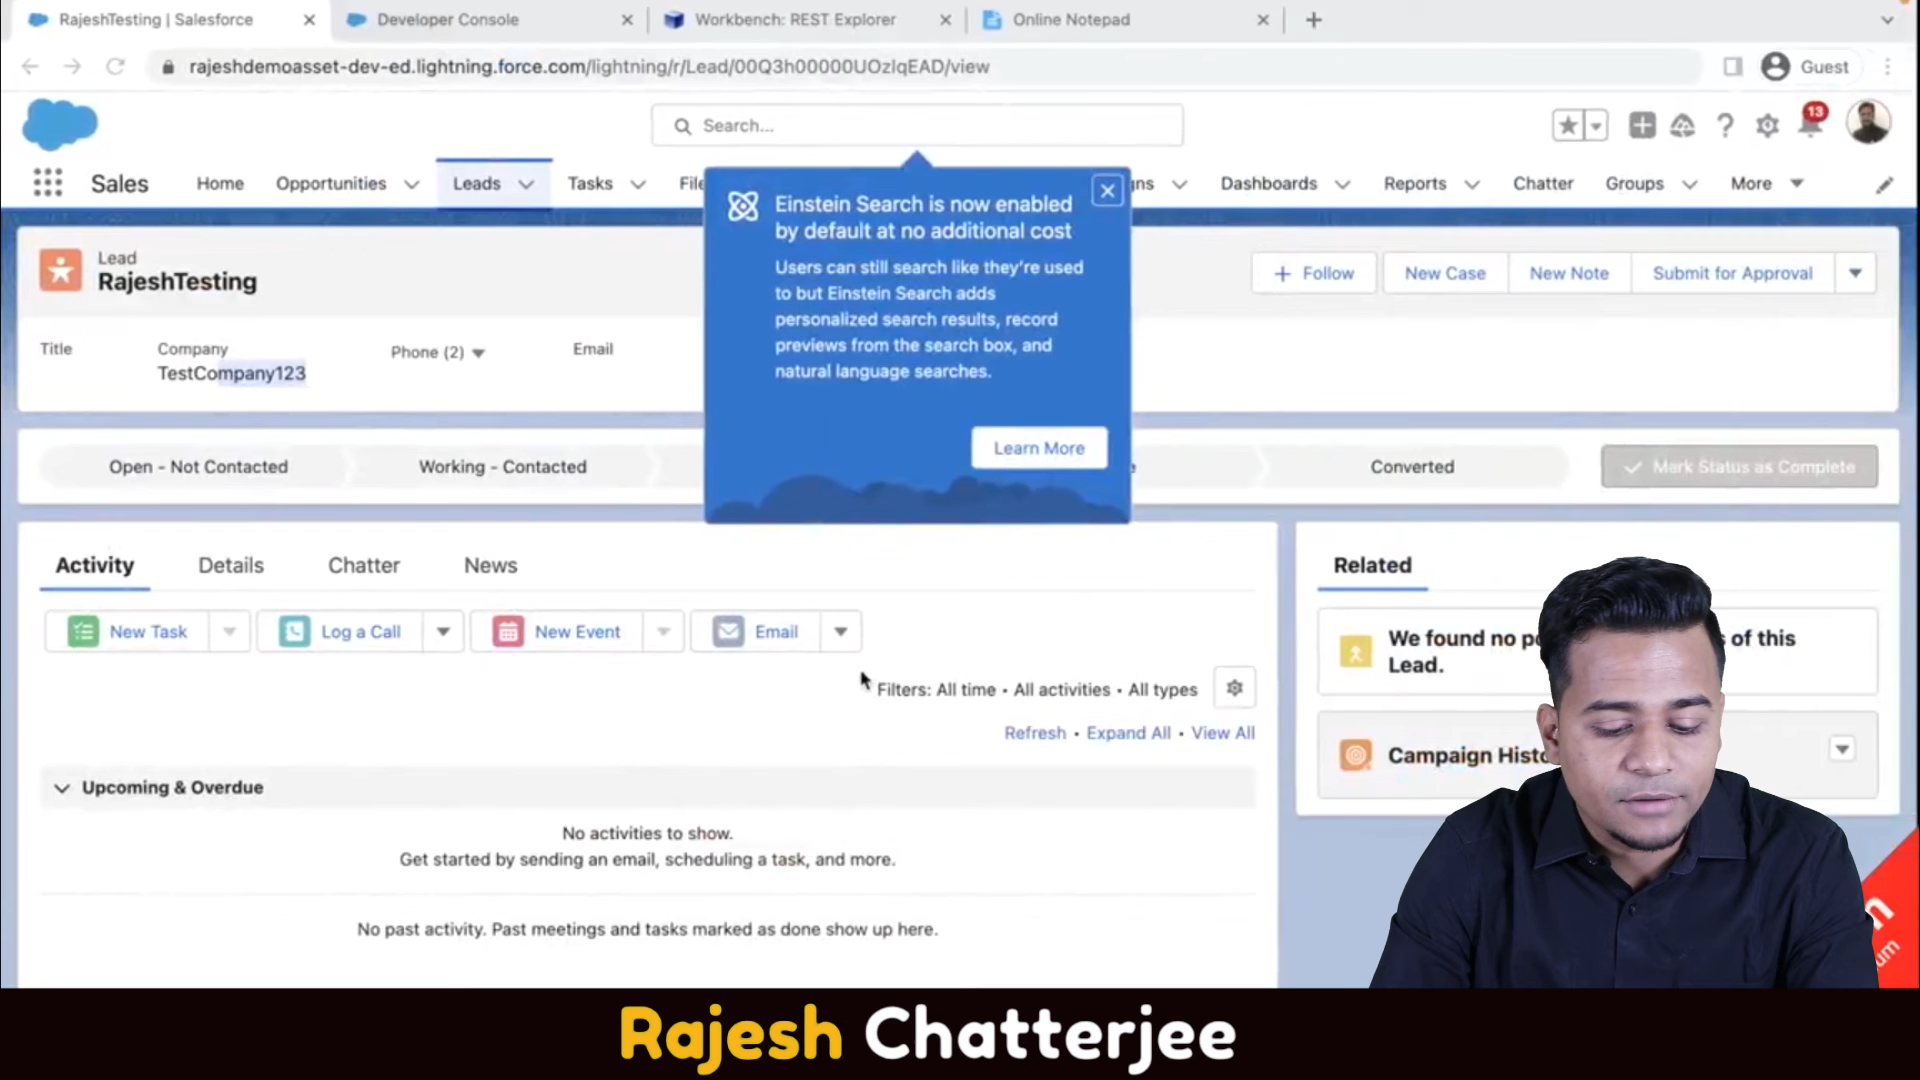 RajeshTesting | Salesforce
Developer Console
Workbench: REST Explorer
Online Notepad
rajeshdemoasset-dev-ed.lightning.force.com/lightning/r/Lead/00Q3h00000UOzIqEAD/view
Guest
Search...
13
Sales
Home
Opportunities
Leads
Tasks
Dashboards
Reports
Chatter
Groups
More
Einstein Search is now enabled
by default at no additional cost
Users can still search like they're used
to but Einstein Search adds
personalized search results, record
previews from the search box, and
natural language searches.
Learn More
Lead
RajeshTesting
+ Follow
New Case
New Note
Submit for Approval
Title
Company
Phone (2)
Email
TestCompany123
Open - Not Contacted
Working - Contacted
Converted
Mark Status as Complete
Activity
Details
Chatter
News
Related
New Task
Log a Call
New Event
Email
We found no
of this
Lead.
Filters: All time • All activities • All types
Refresh • Expand All • View All
Campaign
Upcoming & Overdue
No activities to show.
Get started by sending an email, scheduling a task, and more.
No past activity. Past meetings and tasks marked as done show up here.
Rajesh Chatterjee